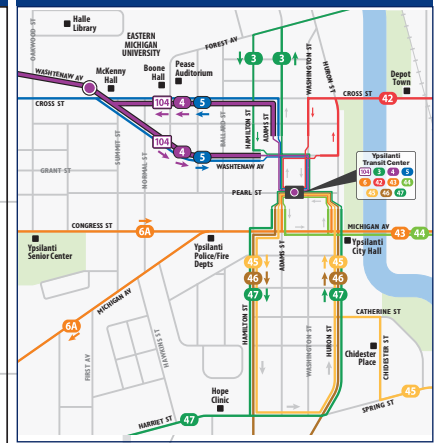 Halle
Library
OAKWOOD ST
EASTERN
MICHIGAN
UNIVERSITY
FOREST AV
WASHTENAW AV
McKenny
Hall
Boone
Hall
Pease
Auditorium
3
3
WASHINGTON ST
HURON ST
Depot
Town
CROSS ST
104
4
5
CROSS ST
42
SUMMIT ST
NORMAL ST
BALLARD ST
HAMILTON ST
ADAMS ST
104
4
5
WASHTENAW AV
GRANT ST
PEARL ST
Ypsilanti
Transit Center
104
3
4
5
6
42
43
44
45
46
47
CONGRESS ST
6A
MICHIGAN AV
43
44
Ypsilanti
Senior Center
Ypsilanti
Police/Fire
Depts
ADAMS ST
Ypsilanti
City Hall
45
45
46
46
47
47
MICHIGAN AV
6A
FIRST AV
HAWKINS ST
HAMILTON ST
WASHINGTON ST
HURON ST
CATHERINE ST
Chidester
Place
CHIDESTER ST
Hope
Clinic
45
SPRING ST
HARRIET ST
47